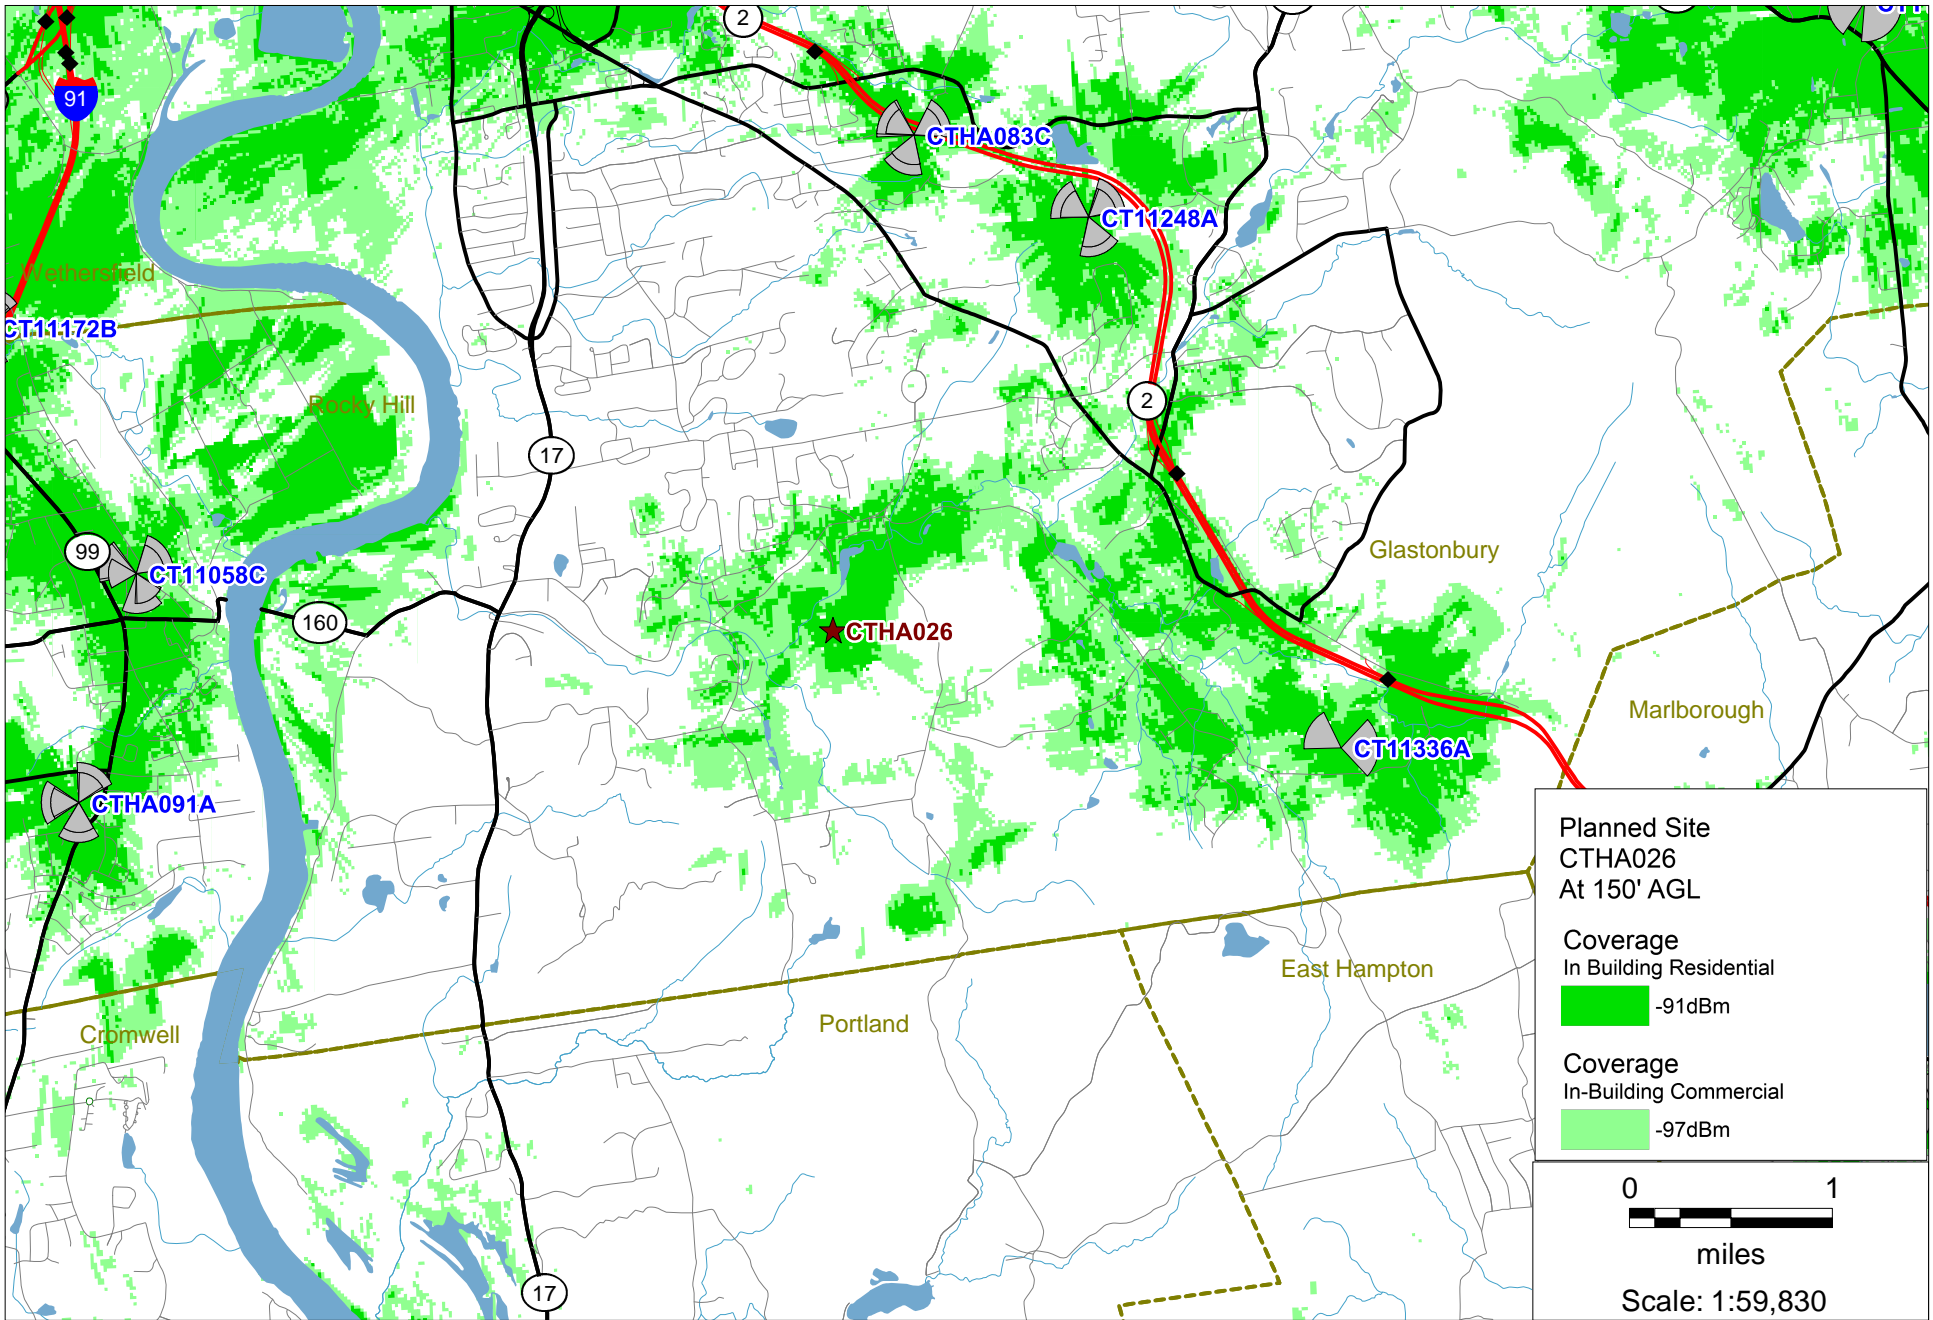 2
91
CTHA083C
CT11248A
Wethersfield
CT11172B
Rocky Hill
2
17
99
CT11058C
Glastonbury
160
CTHA026
Marlborough
CT11336A
CTHA091A
Planned Site
CTHA026
At 150' AGL
Coverage
In Building Residential
-91dBm
Coverage
In-Building Commercial
-97dBm
East Hampton
Portland
Cromwell
0 1
miles
Scale: 1:59,830
17